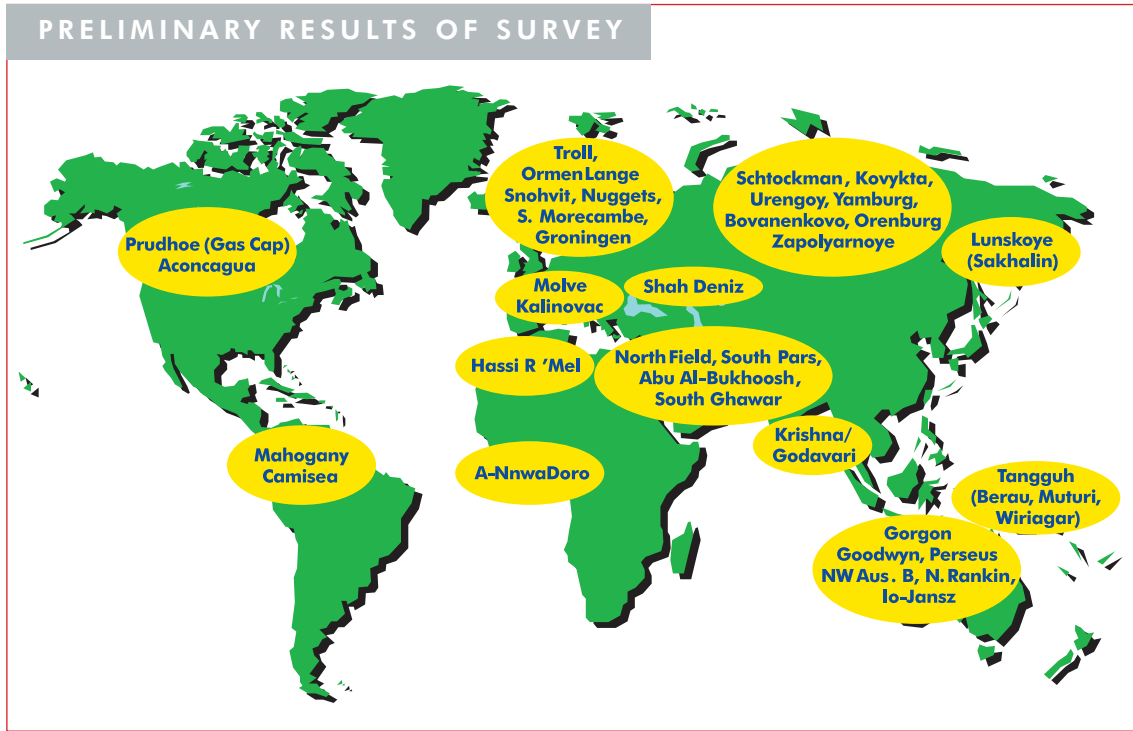 PRELIMINARY RESULTS OF SURVEY
Troll,
Ormen Lange
Snohvit, Nuggets,
S. Morecambe,
Groningen
Schtockman, Kovykta,
Urengoy, Yamburg,
Bovanenkovo, Orenburg
Zapolyarnoye
Prudhoe (Gas Cap)
Aconcagua
Lunskoye
(Sakhalin)
Molve
Kalinovac
Shah Deniz
Hassi R 'Mel
North Field, South Pars,
Abu Al-Bukhoosh,
South Ghawar
Mahogany
Camisea
A-NnwaDoro
Krishna/
Godavari
Tangguh
(Berau, Muturi,
Wiriagar)
Gorgon
Goodwyn, Perseus
NW Aus. B, N. Rankin,
Io-Jansz